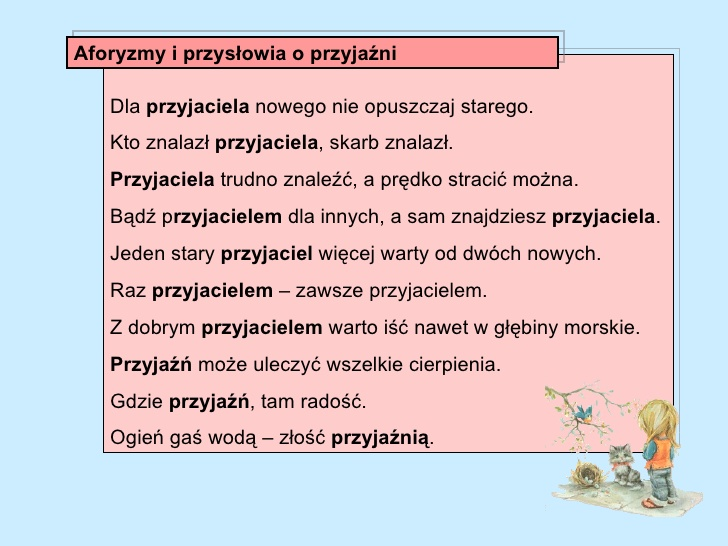 Aforyzmy i przysłowia o przyjaźni
Dla przyjaciela nowego nie opuszczaj starego.
Kto znalazł przyjaciela, skarb znalazł.
Przyjaciela trudno znaleźć, a prędko stracić można.
Bądź przyjacielem dla innych, a sam znajdziesz przyjaciela.
Jeden stary przyjaciel więcej warty od dwóch nowych.
Raz przyjacielem – zawsze przyjacielem.
Z dobrym przyjacielem warto iść nawet w głębiny morskie.
Przyjaźń może uleczyć wszelkie cierpienia.
Gdzie przyjaźń, tam radość.
Ogień gaś wodą – złość przyjaźnią.